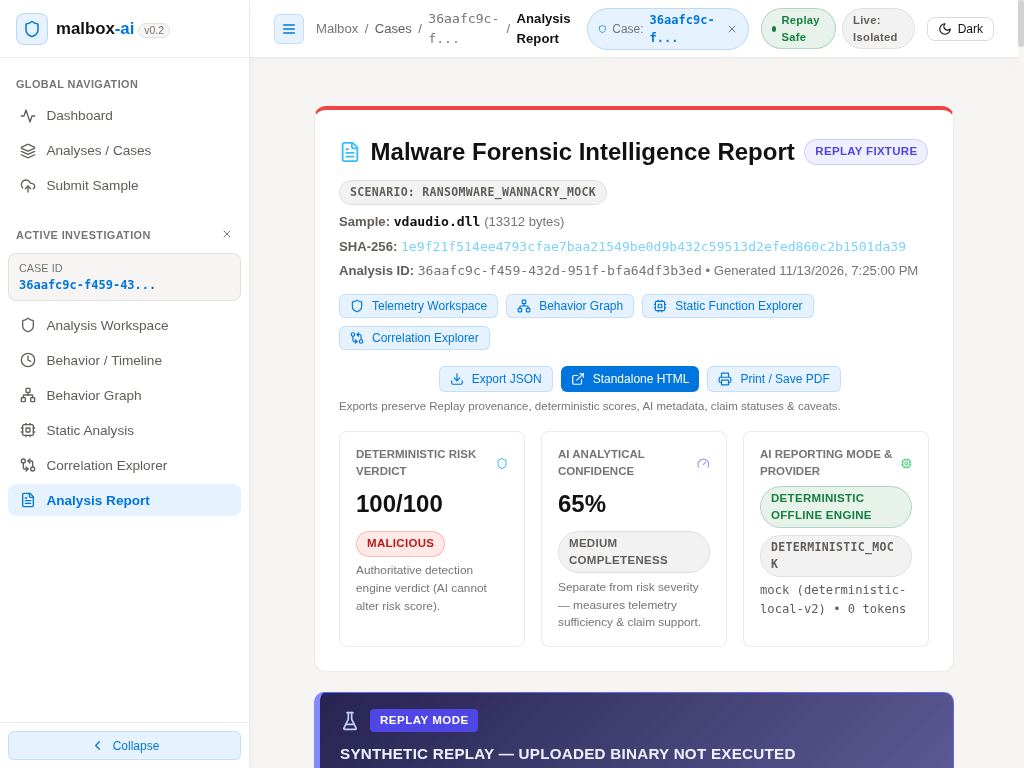 malbox-ai v0.2
GLOBAL NAVIGATION
Dashboard
Analyses / Cases
Submit Sample
ACTIVE INVESTIGATION
CASE ID
36aafc9c-f459-43...
Analysis Workspace
Behavior / Timeline
Behavior Graph
Static Analysis
Correlation Explorer
Analysis Report
Collapse
Malbox / Cases / 36aafc9c-f... / Analysis Report
Case: 36aafc9c-f...
Replay Safe
Live: Isolated
Dark
Malware Forensic Intelligence Report REPLAY FIXTURE
SCENARIO: RANSOMWARE_WANNACRY_MOCK
Sample: vdaudio.dll (13312 bytes)
SHA-256: 1e9f21f514ee4793cfae7baa21549be0d9b432c59513d2efed860c2b1501da39
Analysis ID: 36aafc9c-f459-432d-951f-bfa64df3b3ed • Generated 11/13/2026, 7:25:00 PM
Telemetry Workspace Behavior Graph Static Function Explorer
Correlation Explorer
Export JSON Standalone HTML Print / Save PDF
Exports preserve Replay provenance, deterministic scores, AI metadata, claim statuses & caveats.
DETERMINISTIC RISK
VERDICT
100/100
MALICIOUS
Authoritative detection
engine verdict (AI cannot
alter risk score).
AI ANALYTICAL
CONFIDENCE
65%
MEDIUM
COMPLETENESS
Separate from risk severity
— measures telemetry
sufficiency & claim support.
AI REPORTING MODE &
PROVIDER
DETERMINISTIC
OFFLINE ENGINE
DETERMINISTIC_MOC
K
mock (deterministic-
local-v2) • 0 tokens
REPLAY MODE
SYNTHETIC REPLAY — UPLOADED BINARY NOT EXECUTED